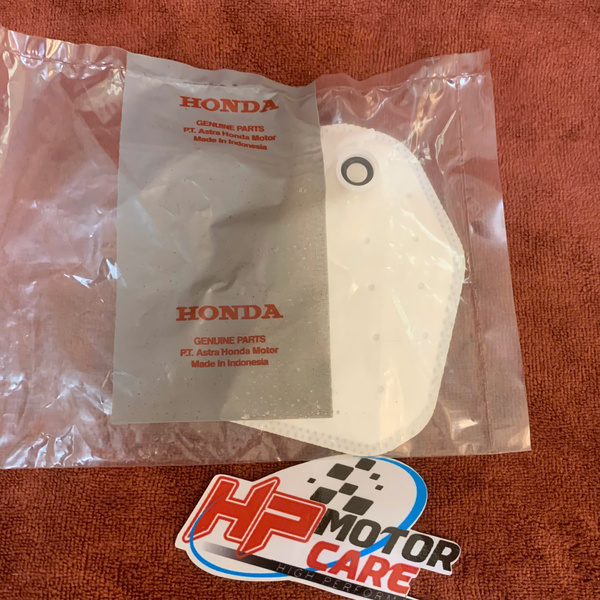 HONDA
GENUINE PARTS
P.T. Astra Honda Motor
Made in Indonesia
HONDA
GENUINE PARTS
P.T. Astra Honda Motor
Made in Indonesia
HP MOTOR
CARE
HIGH PERFORM